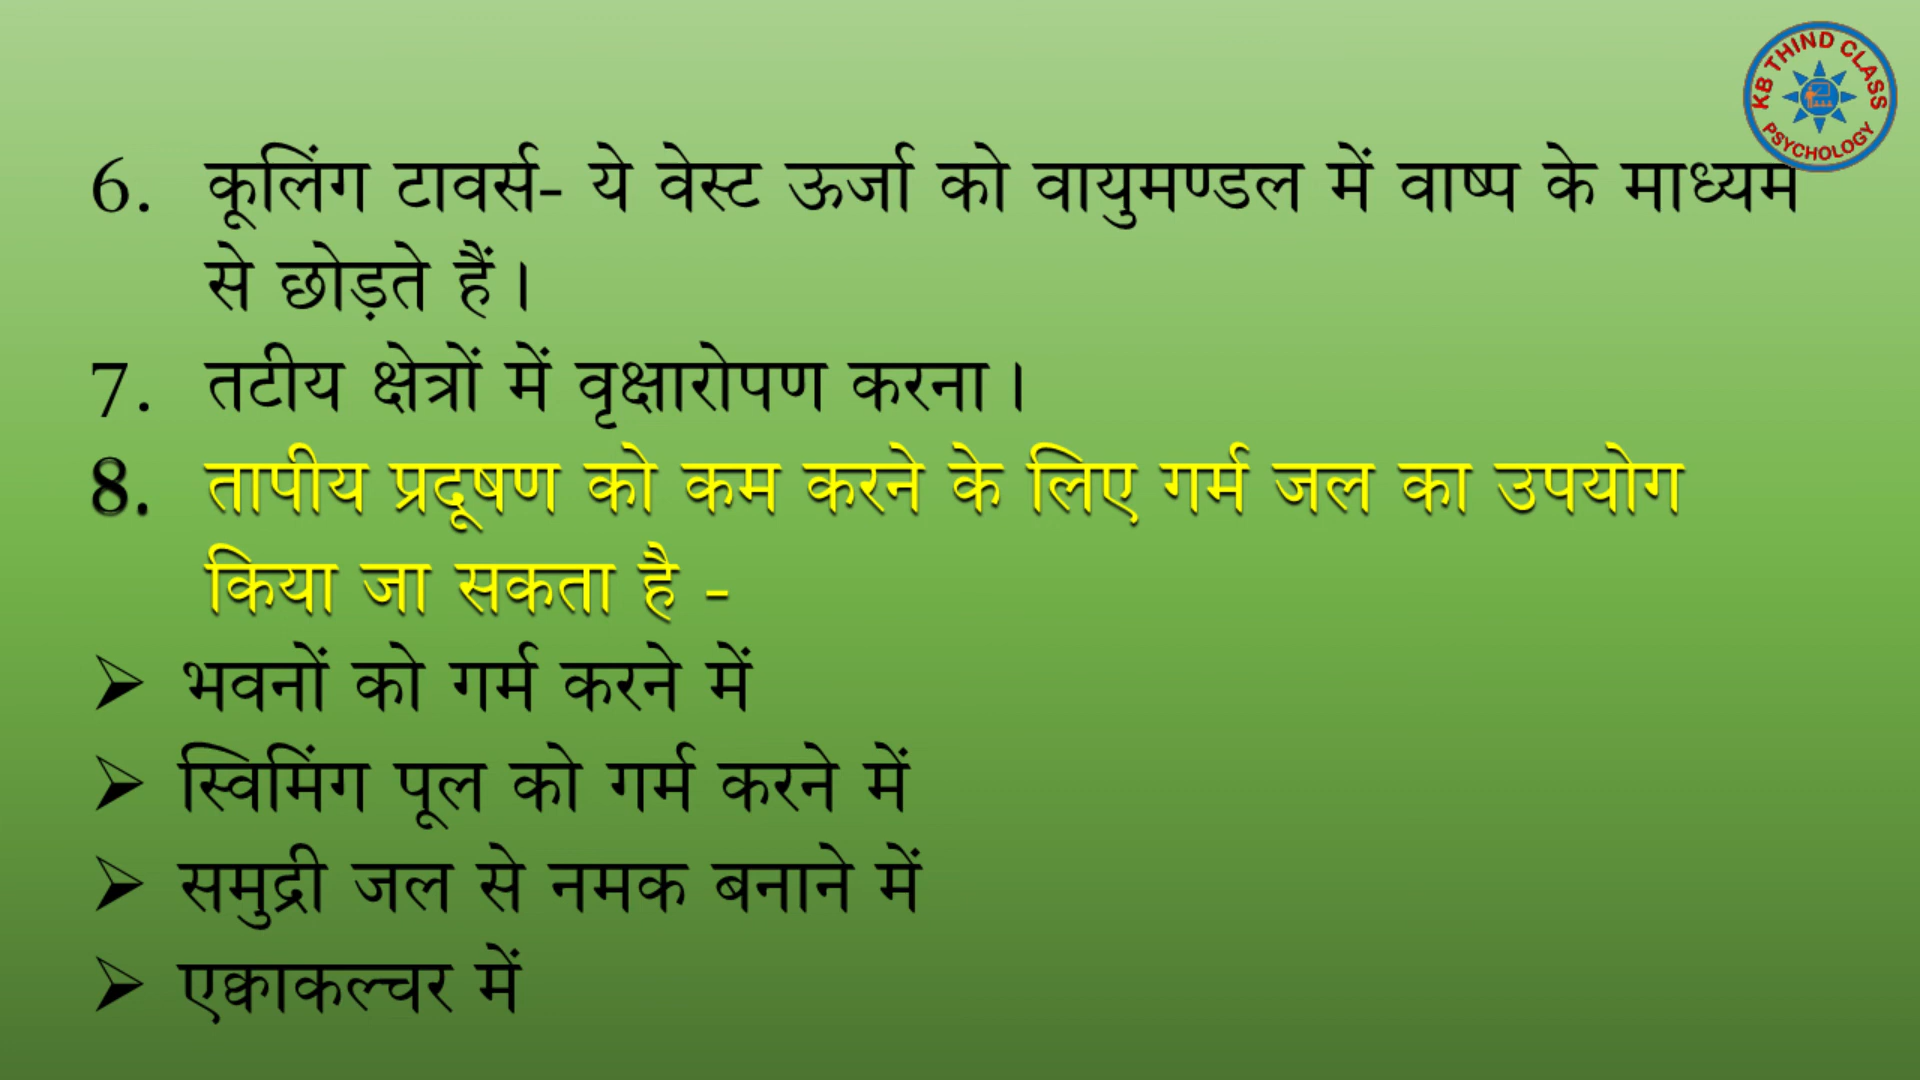 KB THIND CLASS
PSYCHOLOGY
6. कूलिंग टावर्स- ये वेस्ट ऊर्जा को वायुमण्डल में वाष्प के माध्यम
से छोड़ते हैं।
7. तटीय क्षेत्रों में वृक्षारोपण करना।
8. तापीय प्रदूषण को कम करने के लिए गर्म जल का उपयोग
किया जा सकता है -
➢ भवनों को गर्म करने में
➢ स्विमिंग पूल को गर्म करने में
➢ समुद्री जल से नमक बनाने में
➢ एक्वाकल्चर में